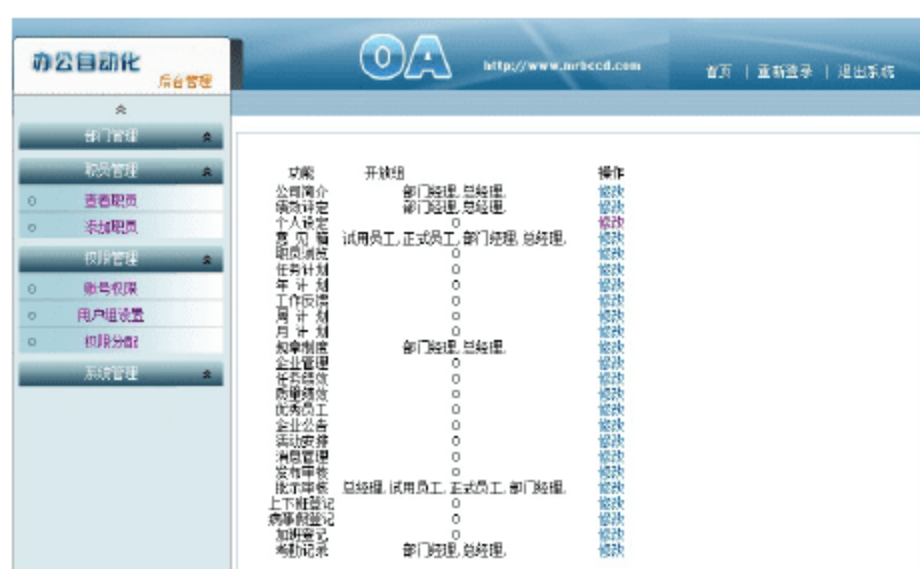 办公自动化
后台管理
OA http://www.mrbccd.com 首页 | 重新登录 | 退出系统
部门管理
职员管理
查看职员
添加职员
权限管理
账号权限
用户组设置
权限分配
系统管理
功能 开放组 操作
公司简介 部门经理,总经理, 修改
绩效评定 部门经理,总经理, 修改
个人设定 0 修改
意 见 箱 试用员工,正式员工,部门经理,总经理, 修改
职员浏览 0 修改
任务计划 0 修改
年 计 划 0 修改
工作反馈 0 修改
周 计 划 0 修改
月 计 划 0 修改
规章制度 部门经理,总经理, 修改
企业管理 0 修改
任务绩效 0 修改
质量绩效 0 修改
优秀员工 0 修改
企业公告 0 修改
活动安排 0 修改
消息管理 0 修改
发布审核 0 修改
批示审核 总经理,试用员工,正式员工,部门经理, 修改
上下班登记 0 修改
病事假登记 0 修改
加班登记 0 修改
考勤记录 部门经理,总经理, 修改